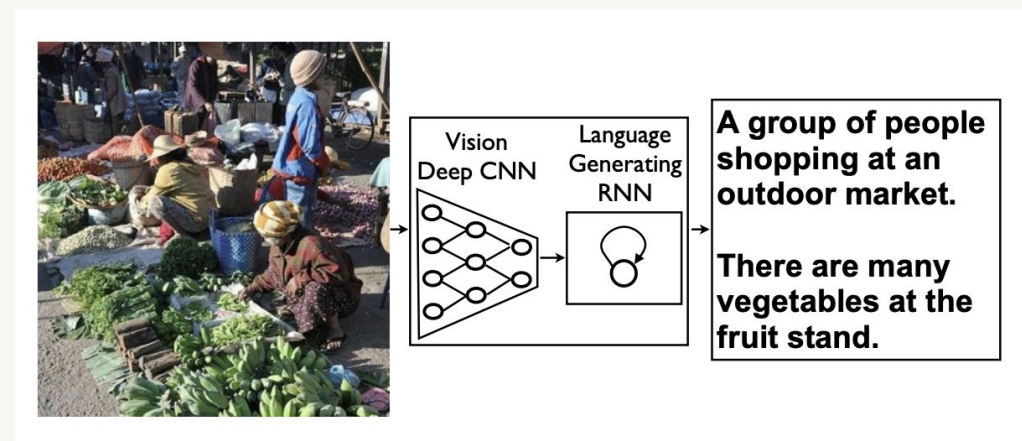 Vision
Deep CNN
Language
Generating
RNN
A group of people
shopping at an
outdoor market.
There are many
vegetables at the
fruit stand.